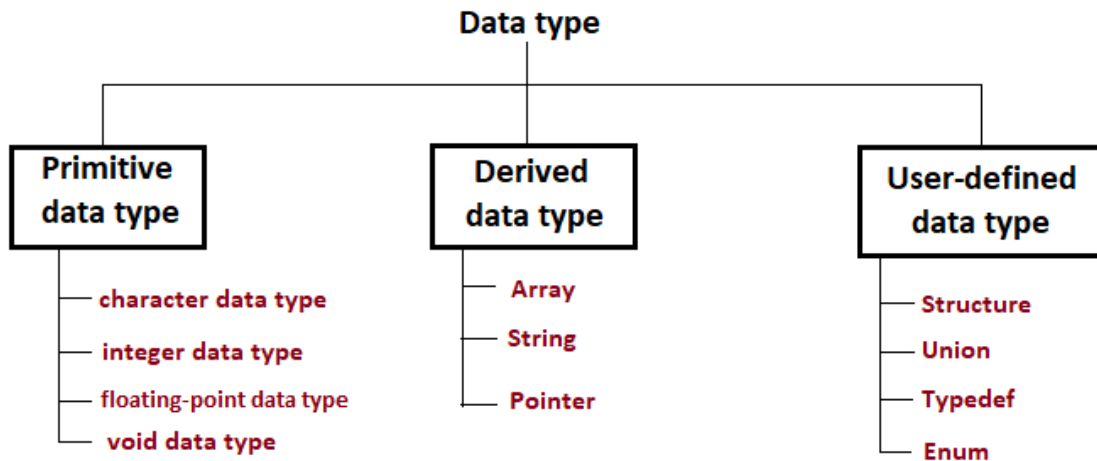 Data type
Primitive
data type
character data type
integer data type
floating-point data type
void data type
Derived
data type
Array
String
Pointer
User-defined
data type
Structure
Union
Typedef
Enum